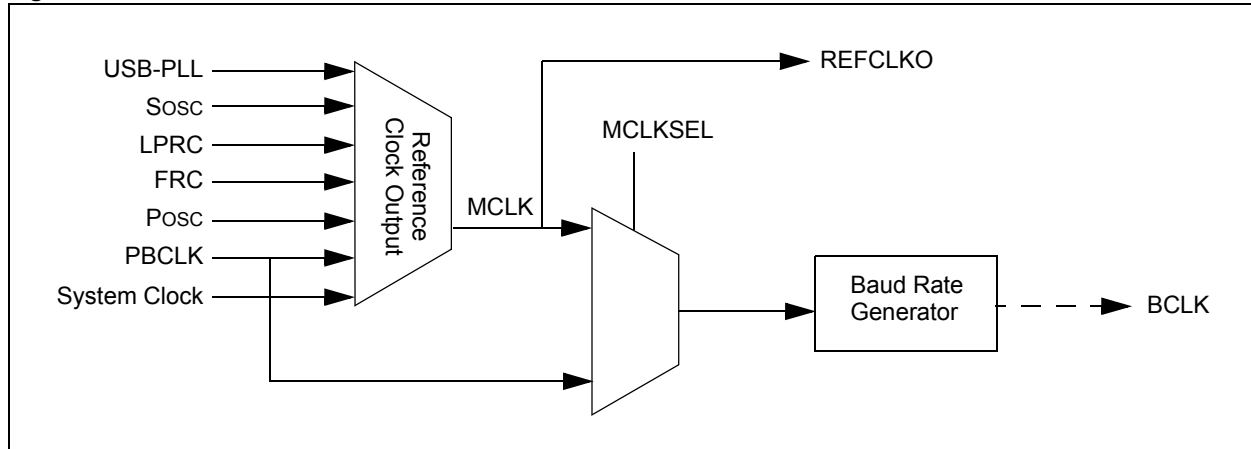 USB-PLL
SOSC
LPRC
FRC
POSC
PBCLK
System Clock
Reference
Clock Output
MCLK
REFCLKO
MCLKSEL
Baud Rate
Generator
BCLK